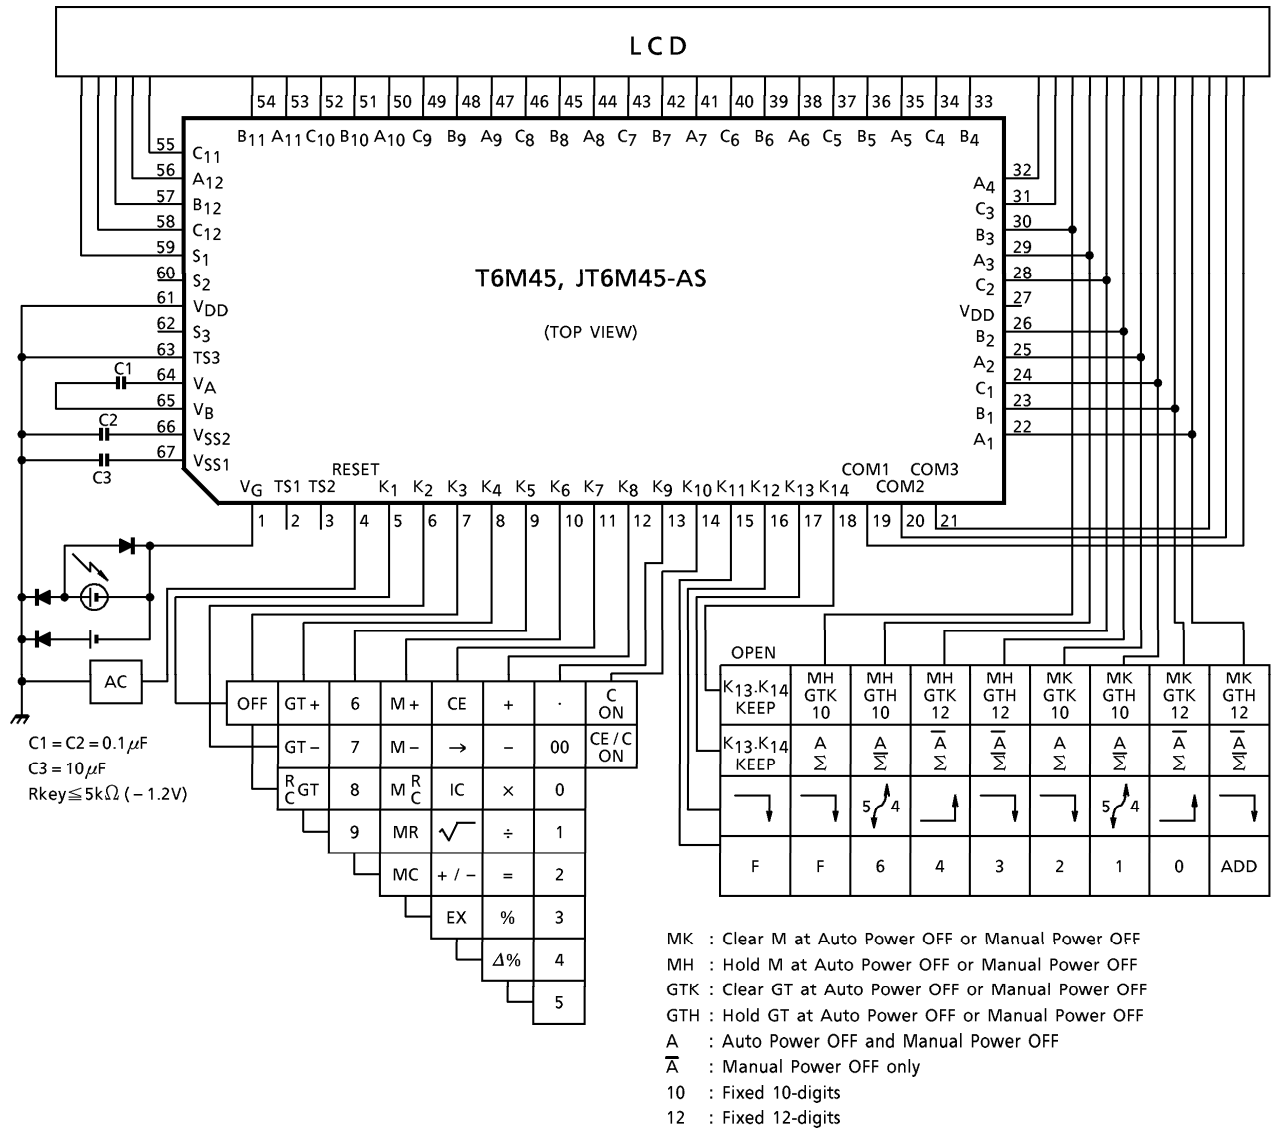 LCD
54 53 52 51 50 49 48 47 46 45 44 43 42 41 40 39 38 37 36 35 34 33
B11 A11 C10 B10 A10 C9 B9 A9 C8 B8 A8 C7 B7 A7 C6 B6 A6 C5 B5 A5 C4 B4
55 C11
56 A12
57 B12
58 C12
59 S1
60 S2
61 VDD
62 S3
63 TS3
64 VA
65 VB
66 VSS2
67 VSS1
C1
C2
C3
T6M45, JT6M45-AS
(TOP VIEW)
A4 32
C3 31
B3 30
A3 29
C2 28
VDD 27
B2 26
A2 25
C1 24
B1 23
A1 22
RESET COM1 COM3
VG TS1 TS2 K1 K2 K3 K4 K5 K6 K7 K8 K9 K10 K11 K12 K13 K14 COM2
1 2 3 4 5 6 7 8 9 10 11 12 13 14 15 16 17 18 19 20 21
AC
C1 = C2 = 0.1 μF
C3 = 10 μF
Rkey ≦ 5kΩ (− 1.2V)
OFF GT + 6 M + CE + · C ON
GT − 7 M − → − 00 CE / C ON
R C GT 8 M R C IC × 0
9 MR √ ÷ 1
MC + / − = 2
EX % 3
Δ% 4
5
OPEN
K13.K14 KEEP MH GTK 10 MH GTH 10 MH GTK 12 MH GTH 12 MK GTK 10 MK GTH 10 MK GTK 12 MK GTH 12
K13.K14 KEEP A Σ A Σ̅ A̅ Σ A̅ Σ̅ A Σ A Σ̅ A̅ Σ A̅ Σ̅
5 4 5 4
F F 6 4 3 2 1 0 ADD
MK : Clear M at Auto Power OFF or Manual Power OFF
MH : Hold M at Auto Power OFF or Manual Power OFF
GTK : Clear GT at Auto Power OFF or Manual Power OFF
GTH : Hold GT at Auto Power OFF or Manual Power OFF
A : Auto Power OFF and Manual Power OFF
A̅ : Manual Power OFF only
10 : Fixed 10-digits
12 : Fixed 12-digits